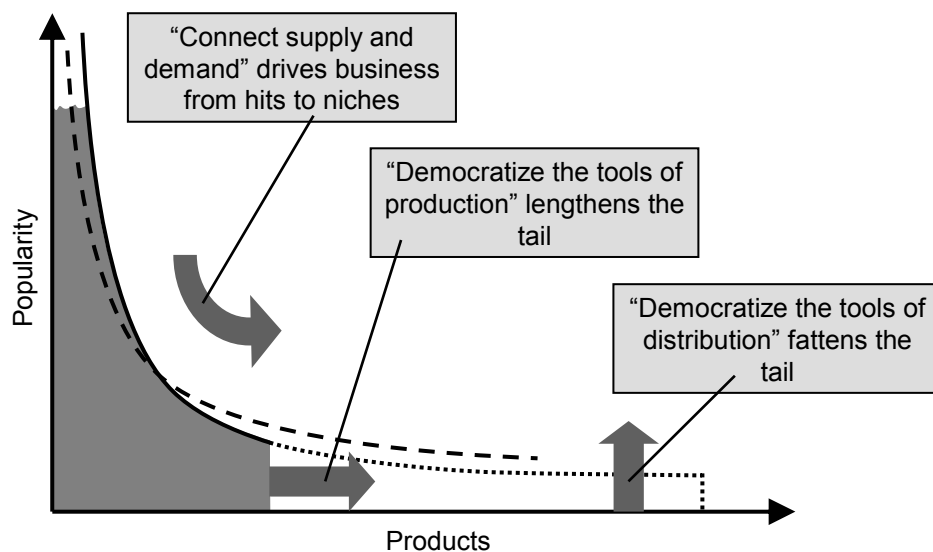 “Connect supply and
demand” drives business
from hits to niches
“Democratize the tools of
production” lengthens the
tail
“Democratize the tools of
distribution” fattens the
tail
Popularity
Products